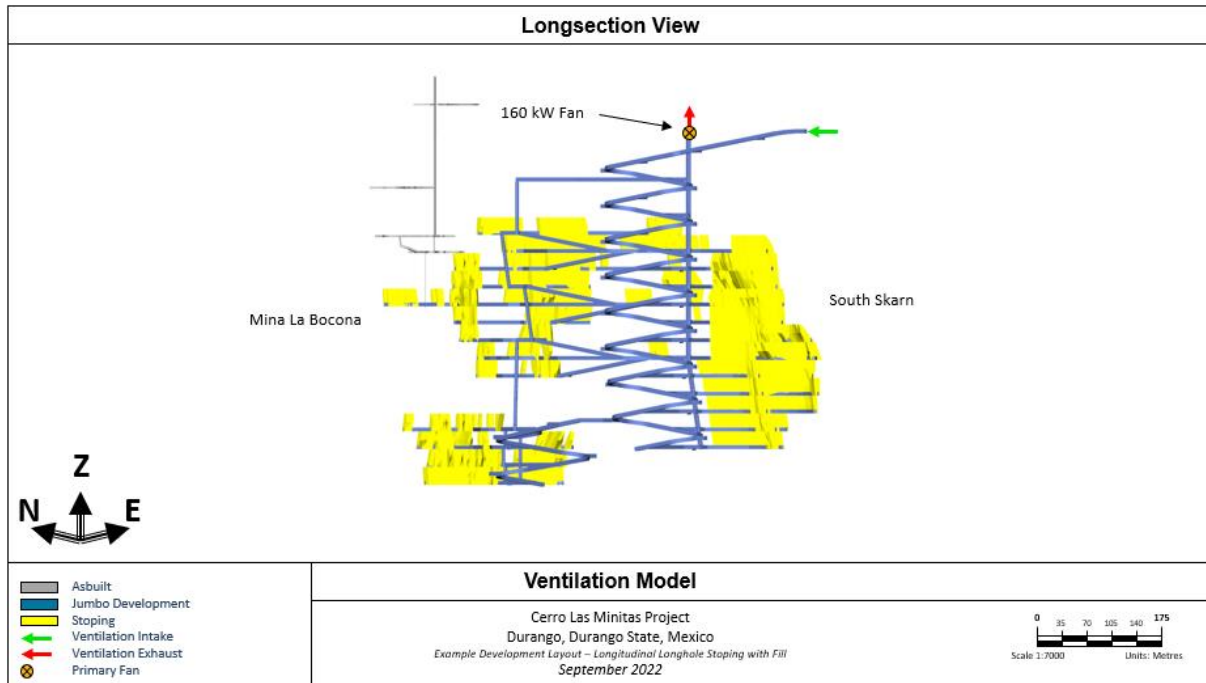 Longsection View
160 kW Fan
Mina La Bocona
South Skarn
Z
N E
Asbuilt
Jumbo Development
Stoping
Ventilation Intake
Ventilation Exhaust
Primary Fan
Ventilation Model
Cerro Las Minitas Project
Durango, Durango State, Mexico
Example Development Layout – Longitudinal Longhole Stoping with Fill
September 2022
0 35 70 105 140 175
Scale 1:7000 Units: Metres